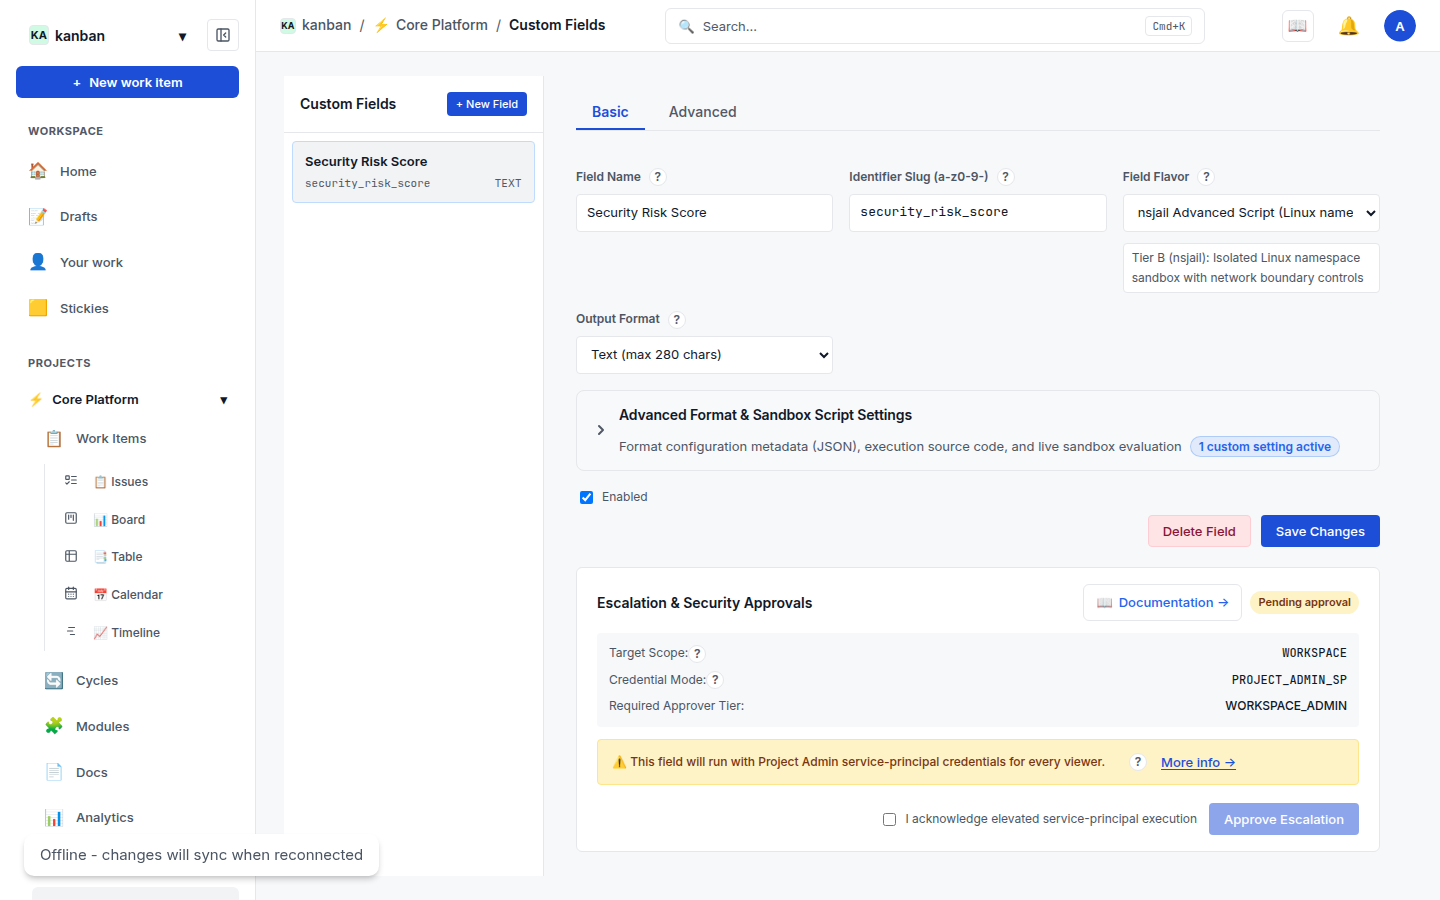 KA kanban ▾
+ New work item
WORKSPACE
Home
Drafts
Your work
Stickies
PROJECTS
Core Platform ▾
Work Items
Issues
Board
Table
Calendar
Timeline
Cycles
Modules
Docs
Analytics
Offline - changes will sync when reconnected
KA kanban / Core Platform / Custom Fields
Search... Cmd+K
A
Custom Fields + New Field
Security Risk Score
security_risk_score TEXT
Basic Advanced
Field Name ? Identifier Slug (a-z0-9-) ? Field Flavor ?
Security Risk Score security_risk_score nsjail Advanced Script (Linux name
Tier B (nsjail): Isolated Linux namespace
sandbox with network boundary controls
Output Format ?
Text (max 280 chars)
Advanced Format & Sandbox Script Settings
Format configuration metadata (JSON), execution source code, and live sandbox evaluation 1 custom setting active
Enabled
Delete Field Save Changes
Escalation & Security Approvals Documentation → Pending approval
Target Scope: ? WORKSPACE
Credential Mode: ? PROJECT_ADMIN_SP
Required Approver Tier: WORKSPACE_ADMIN
⚠️ This field will run with Project Admin service-principal credentials for every viewer. ? More info →
I acknowledge elevated service-principal execution Approve Escalation